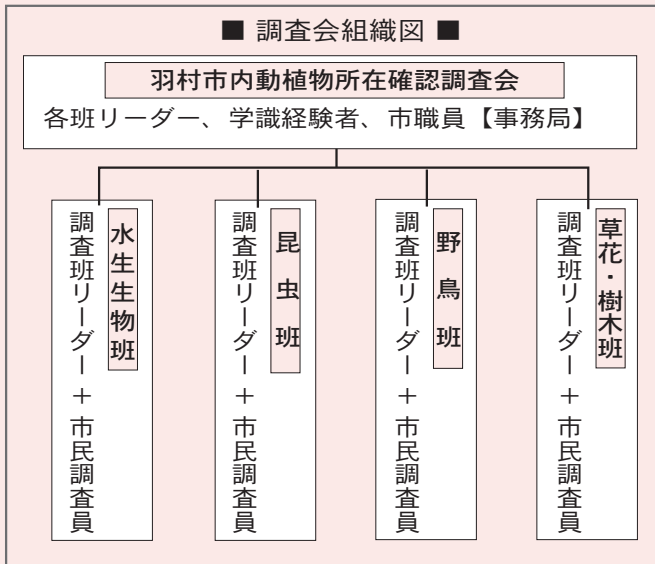 ■ 調査会組織図 ■
羽村市内動植物所在確認調査会
各班リーダー、学識経験者、市職員【事務局】
水生生物班
調査班リーダー + 市民調査員
昆虫班
調査班リーダー + 市民調査員
野鳥班
調査班リーダー + 市民調査員
草花・樹木班
調査班リーダー + 市民調査員